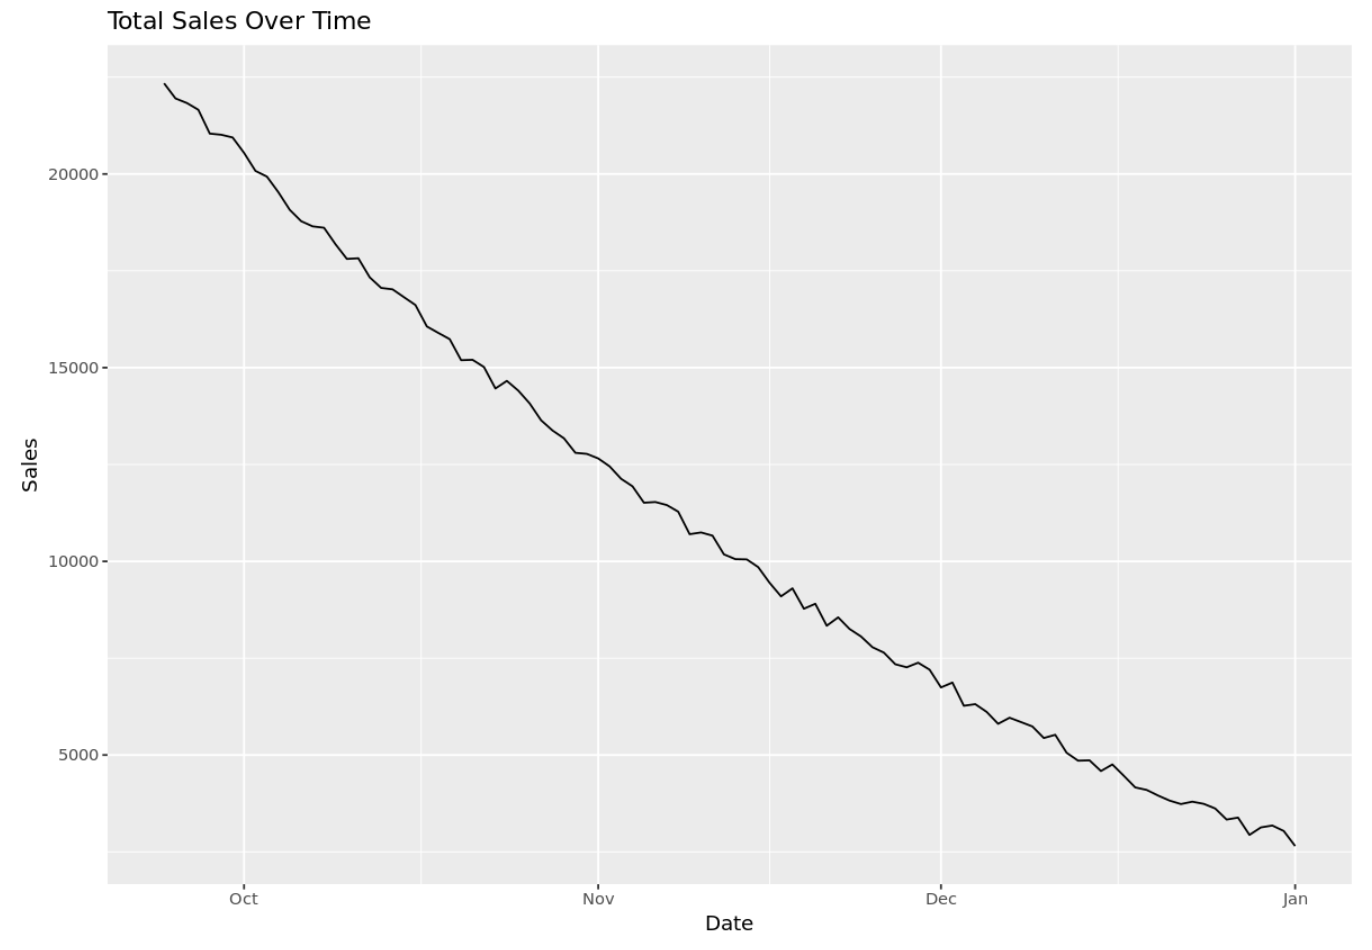 Total Sales Over Time
20000
15000
10000
5000
Sales
Oct Nov Dec Jan
Date